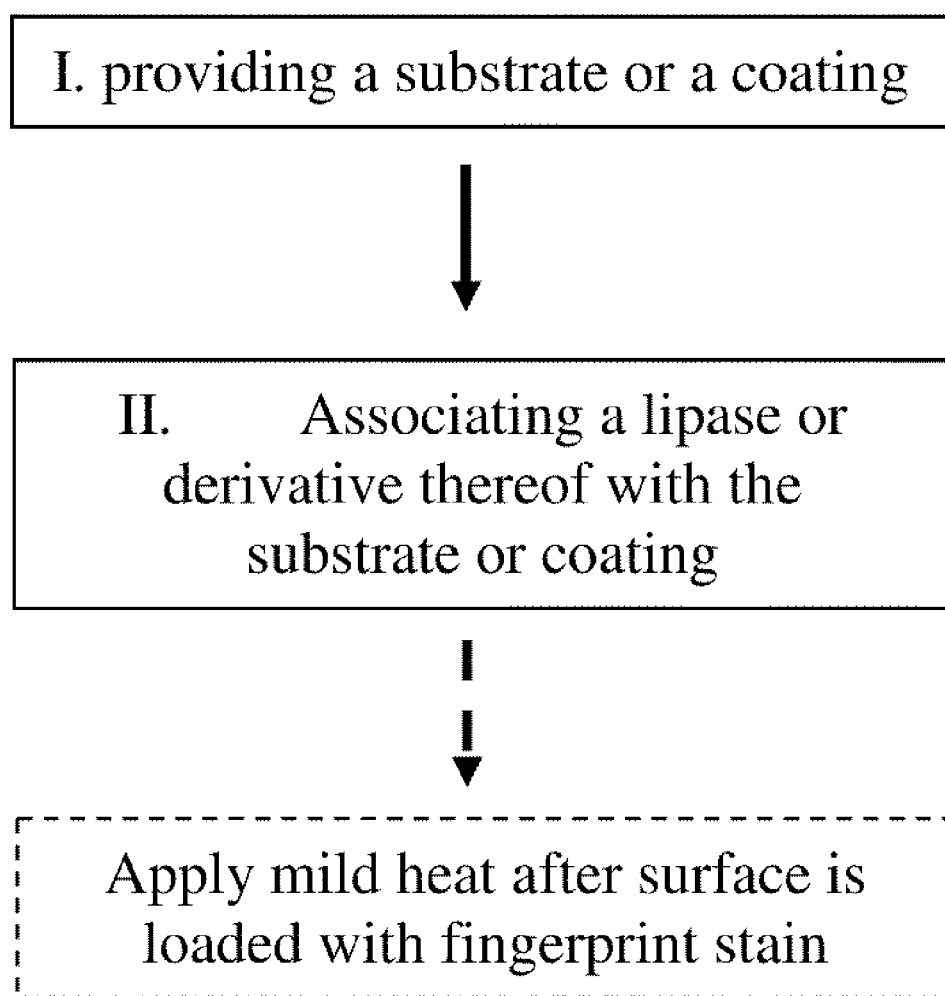 I. providing a substrate or a coating
II. Associating a lipase or
derivative thereof with the
substrate or coating
Apply mild heat after surface is
loaded with fingerprint stain